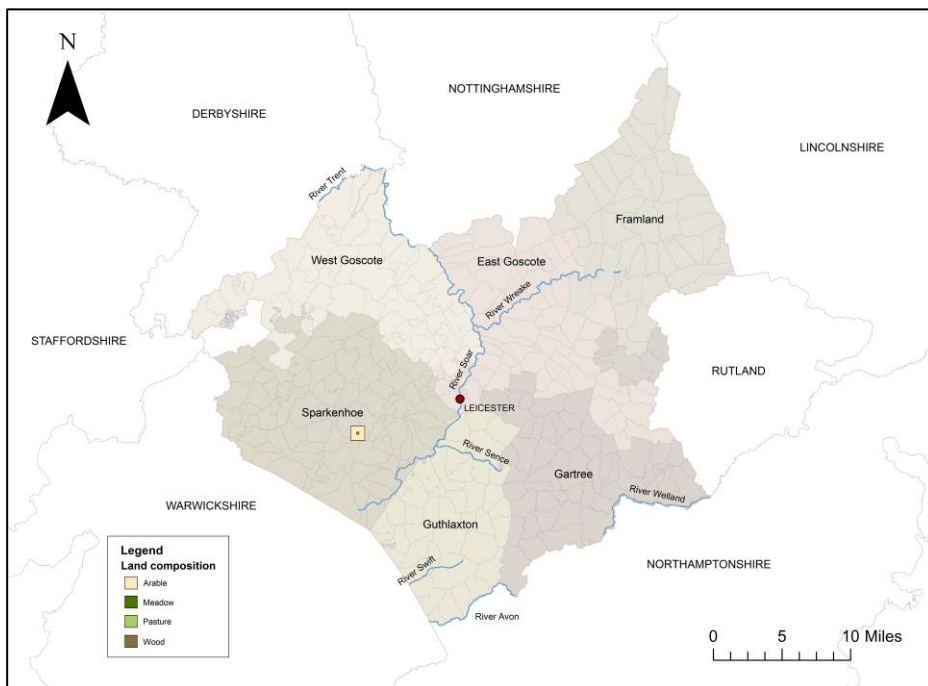 N
NOTTINGHAMSHIRE
DERBYSHIRE
LINCOLNSHIRE
River Trent
Framland
West Goscote
East Goscote
River Wreake
STAFFORDSHIRE
River Soar
RUTLAND
LEICESTER
Sparkenhoe
River Sence
Gartree
River Welland
WARWICKSHIRE
Guthlaxton
NORTHAMPTONSHIRE
River Swift
River Avon
Legend
Land composition
Arable
Meadow
Pasture
Wood
0 5 10 Miles